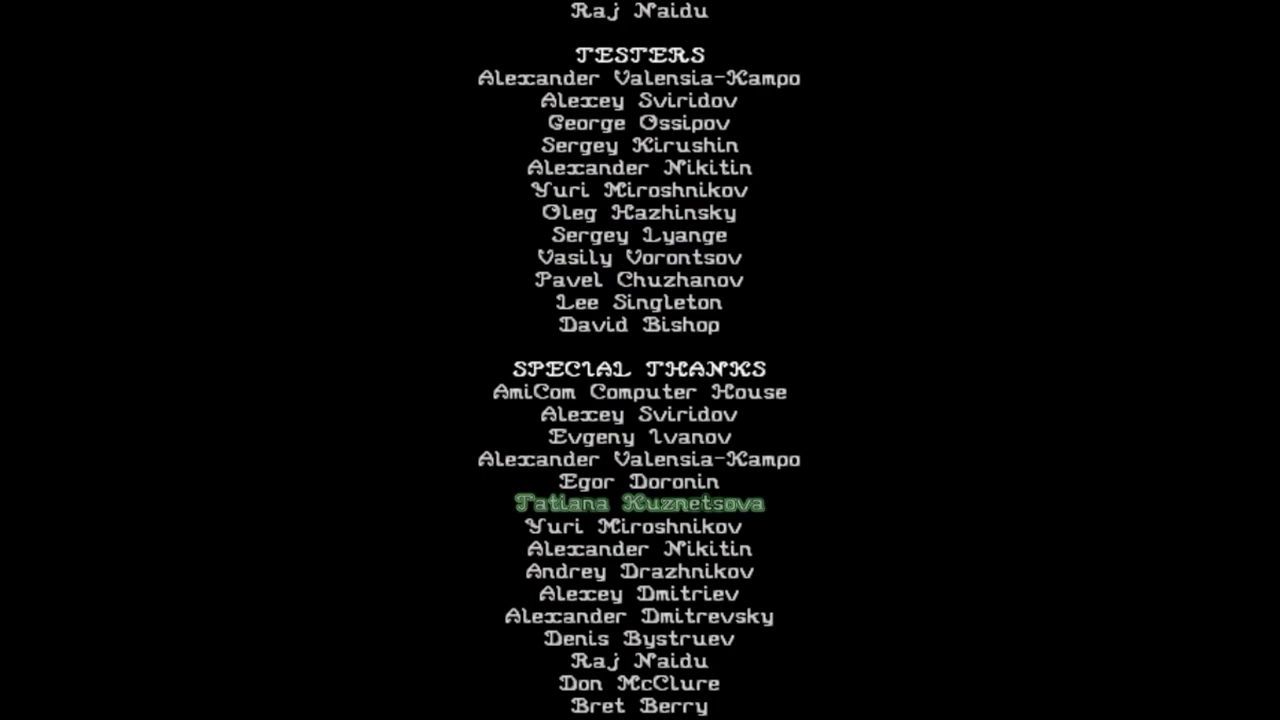 Raj Naidu
TESTERS
Alexander Valensia-Kampo
Alexey Sviridov
George Ossipov
Sergey Kirushin
Alexander Nikitin
Yuri Miroshnikov
Oleg Hazhinsky
Sergey Lyange
Vasily Vorontsov
Pavel Chuzhanov
Lee Singleton
David Bishop
SPECIAL THANKS
AmiCom Computer House
Alexey Sviridov
Evgeny Ivanov
Alexander Valensia-Kampo
Egor Doronin
Tatiana Kuznetsova
Yuri Miroshnikov
Alexander Nikitin
Andrey Drazhnikov
Alexey Dmitriev
Alexander Dmitrevsky
Denis Bystruev
Raj Naidu
Don McClure
Bret Berry